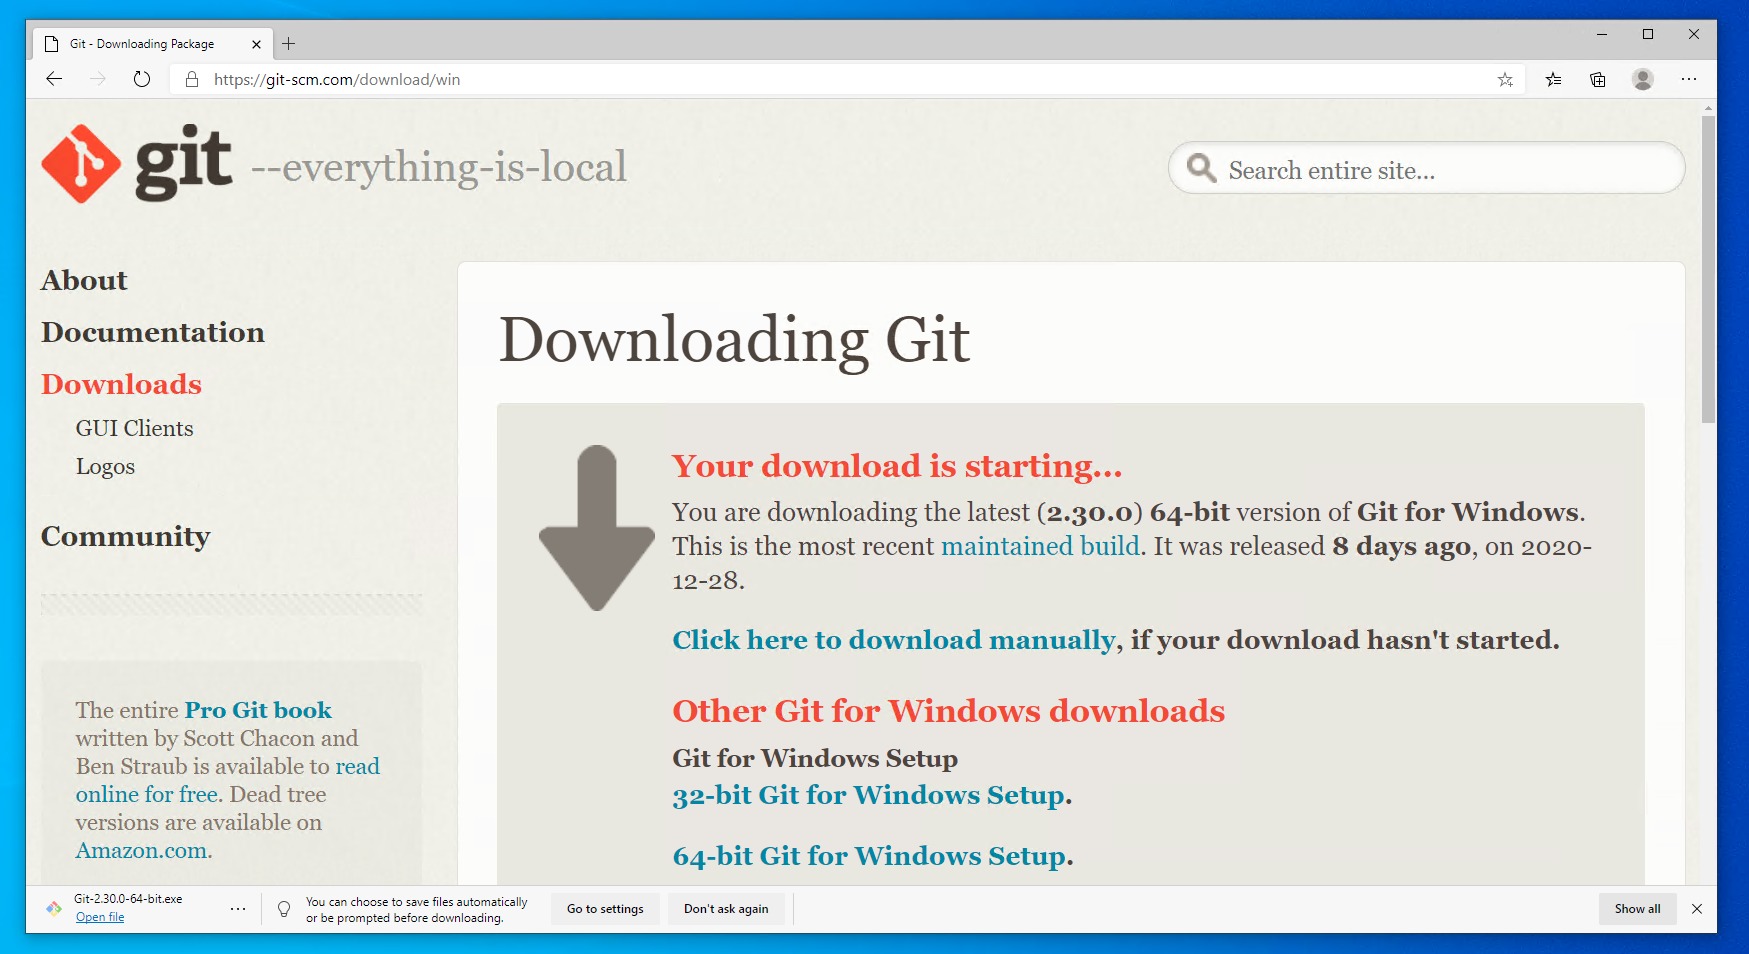 Git - Downloading Package
https://git-scm.com/download/win
git --everything-is-local
Search entire site...
About
Documentation
Downloads
GUI Clients
Logos
Community
The entire Pro Git book
written by Scott Chacon and
Ben Straub is available to read
online for free. Dead tree
versions are available on
Amazon.com.
Downloading Git
Your download is starting...
You are downloading the latest (2.30.0) 64-bit version of Git for Windows.
This is the most recent maintained build. It was released 8 days ago, on 2020-
12-28.
Click here to download manually, if your download hasn't started.
Other Git for Windows downloads
Git for Windows Setup
32-bit Git for Windows Setup.
64-bit Git for Windows Setup.
Git-2.30.0-64-bit.exe
Open file
You can choose to save files automatically
or be prompted before downloading.
Go to settings
Don't ask again
Show all